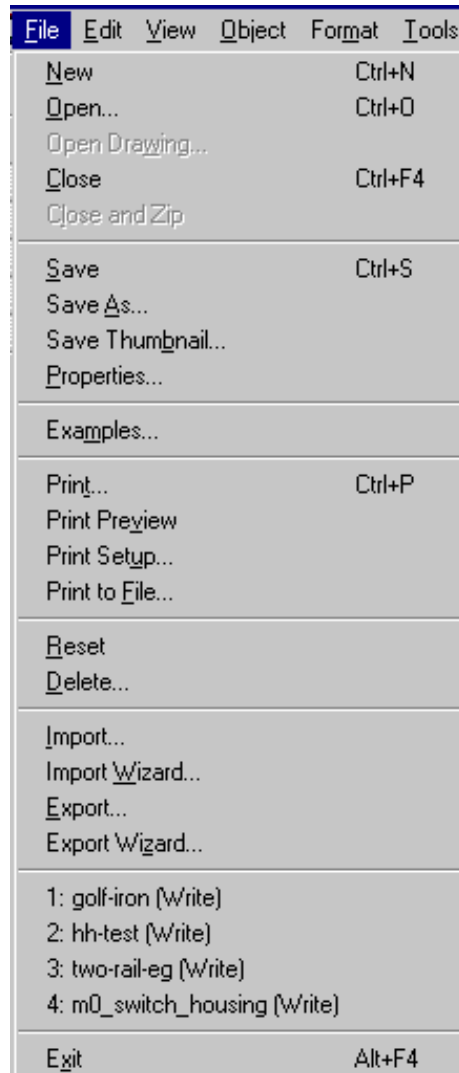 File Edit View Object Format Tools
New Ctrl+N
Open... Ctrl+O
Open Drawing...
Close Ctrl+F4
Close and Zip
Save Ctrl+S
Save As...
Save Thumbnail...
Properties...
Examples...
Print... Ctrl+P
Print Preview
Print Setup...
Print to File...
Reset
Delete...
Import...
Import Wizard...
Export...
Export Wizard...
1: golf-iron (Write)
2: hh-test (Write)
3: two-rail-eg (Write)
4: m0_switch_housing (Write)
Exit Alt+F4